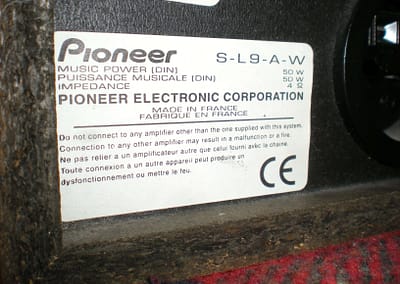 Pioneer S-L9-A-W
MUSIC POWER [DIN] 50 W
PUISSANCE MUSICALE [DIN] 50 W
IMPEDANCE 4 Ω
PIONEER ELECTRONIC CORPORATION
MADE IN FRANCE
FABRIQUE EN FRANCE
Do not connect to any amplifier other than the one supplied with this system.
Connection to any other amplifier may result in a malfunction or a fire.
Ne pas relier a un amplificateur autre que celui fourni avec la chaine.
Toute connexion a un autre appareil peut produire un
dysfonctionement ou mettre le feu.
CE